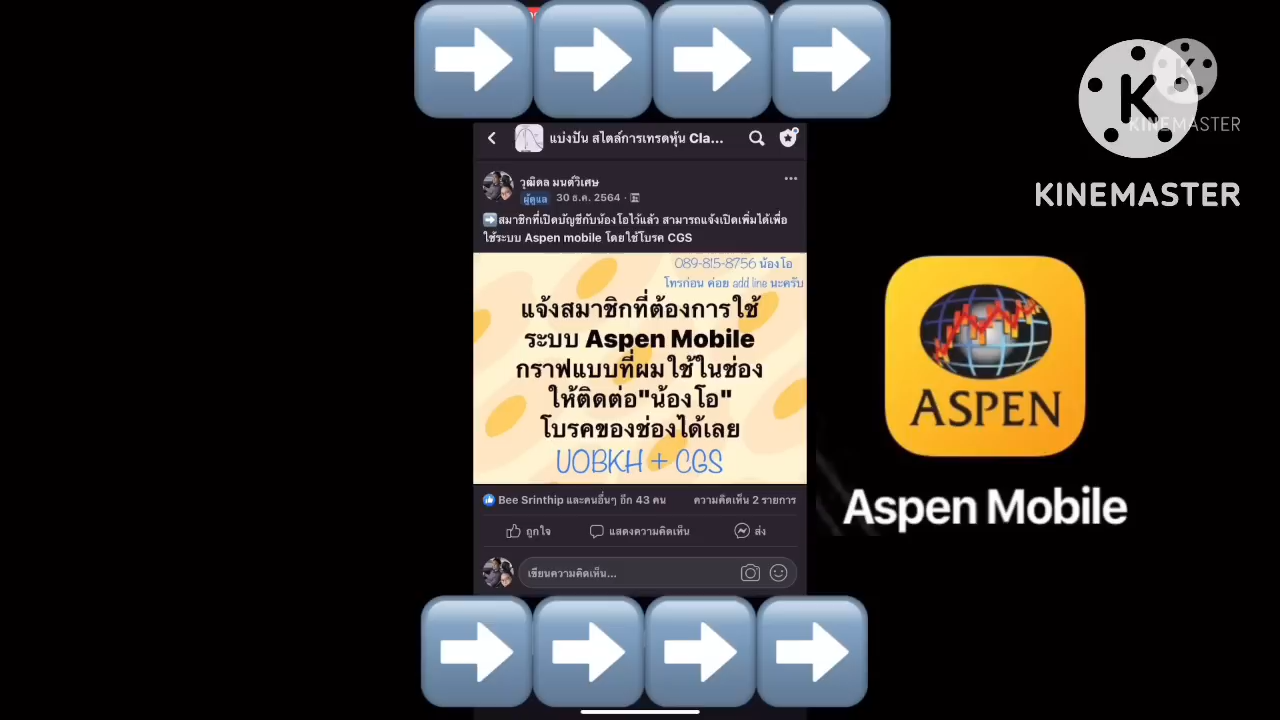 KINEMASTER
KINEMASTER
แบ่งปัน สไตล์การเทรดหุ้น Cla...
วุฒิดล มนต์วิเศษ
ผู้ดูแล 30 ธ.ค. 2564
➡สมาชิกที่เปิดบัญชีกับน้องโอไว้แล้ว สามารถแจ้งเปิดเพิ่มได้เพื่อ
ใช้ระบบ Aspen mobile โดยใช้โบรค CGS
089-815-8756 น้องโอ
โทรก่อน ค่อย add line นะครับ
แจ้งสมาชิกที่ต้องการใช้
ระบบ Aspen Mobile
กราฟแบบที่ผมใช้ในช่อง
ให้ติดต่อ"น้องโอ"
โบรคของช่องได้เลย
UOBKH + CGS
Bee Srinthip และคนอื่นๆ อีก 43 คน ความคิดเห็น 2 รายการ
ถูกใจ แสดงความคิดเห็น ส่ง
เขียนความคิดเห็น...
ASPEN
Aspen Mobile